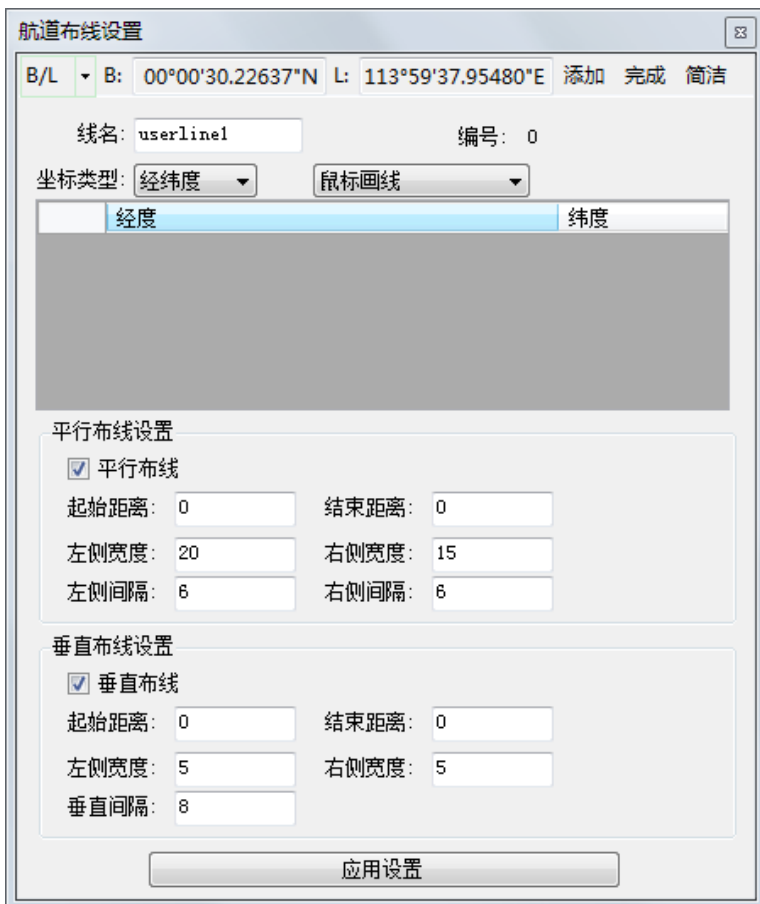 航道布线设置
B/L B: 00°00'30.22637"N L: 113°59'37.95480"E 添加 完成 简洁
线名: userline1 编号: 0
坐标类型: 经纬度 鼠标画线
经度 纬度
平行布线设置
平行布线
起始距离: 0 结束距离: 0
左侧宽度: 20 右侧宽度: 15
左侧间隔: 6 右侧间隔: 6
垂直布线设置
垂直布线
起始距离: 0 结束距离: 0
左侧宽度: 5 右侧宽度: 5
垂直间隔: 8
应用设置